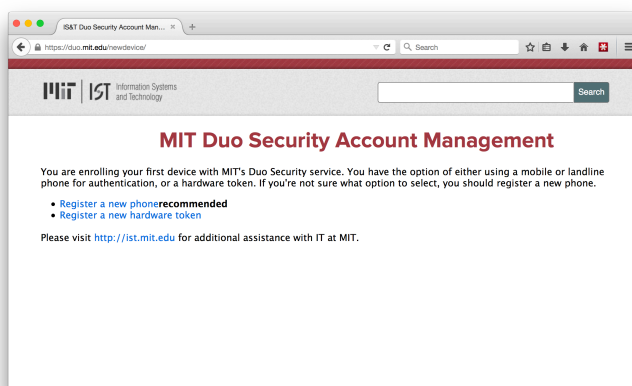 IS&T Duo Security Account Man...
https://duo.mit.edu/newdevice/
Search
MIT IST Information Systems and Technology
Search
MIT Duo Security Account Management
You are enrolling your first device with MIT's Duo Security service. You have the option of either using a mobile or landline
phone for authentication, or a hardware token. If you're not sure what option to select, you should register a new phone.
Register a new phonerecommended
Register a new hardware token
Please visit http://ist.mit.edu for additional assistance with IT at MIT.